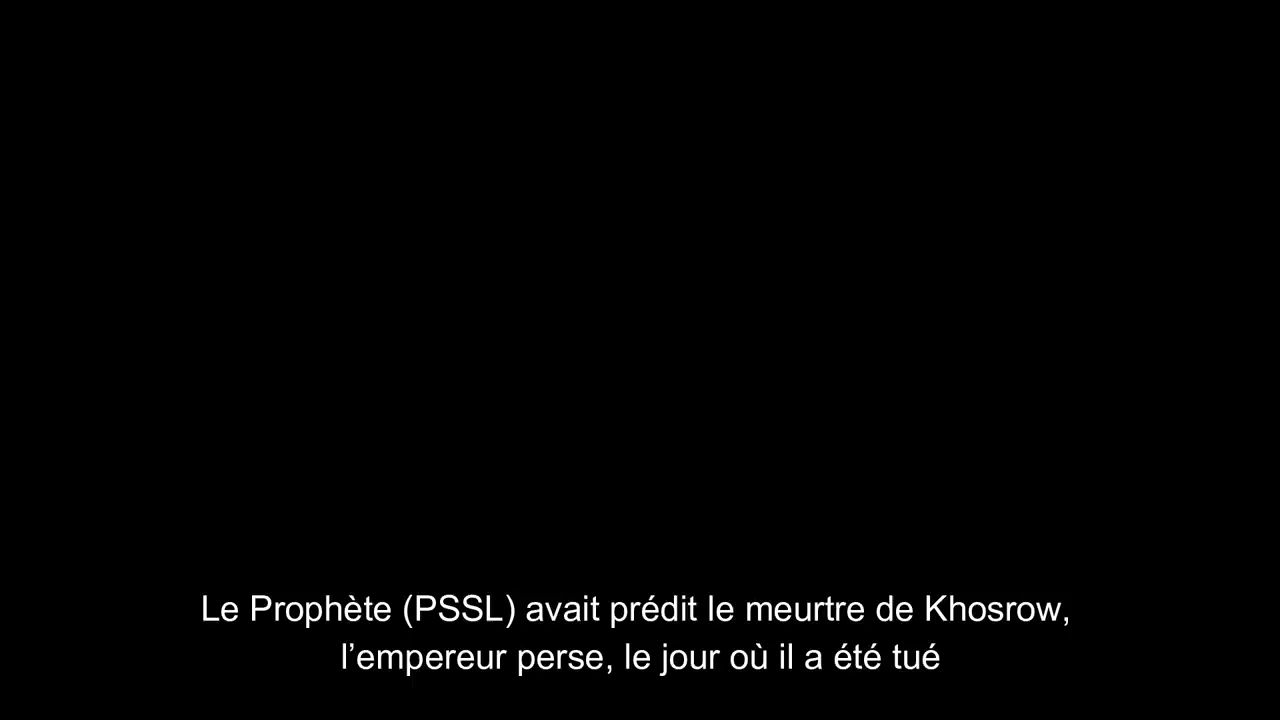 Le Prophète (PSSL) avait prédit le meurtre de Khosrow,
l’empereur perse, le jour où il a été tué